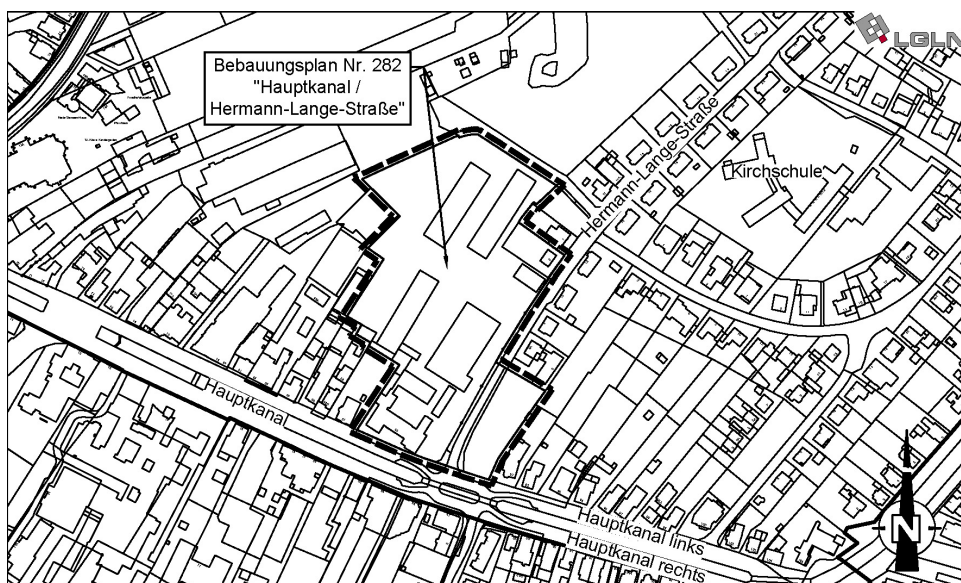 LGLN
Bebauungsplan Nr. 282
"Hauptkanal /
Hermann-Lange-Straße"
Hermann-Lange-Straße
Kirchschule
Hauptkanal
Hauptkanal links
Hauptkanal rechts
N